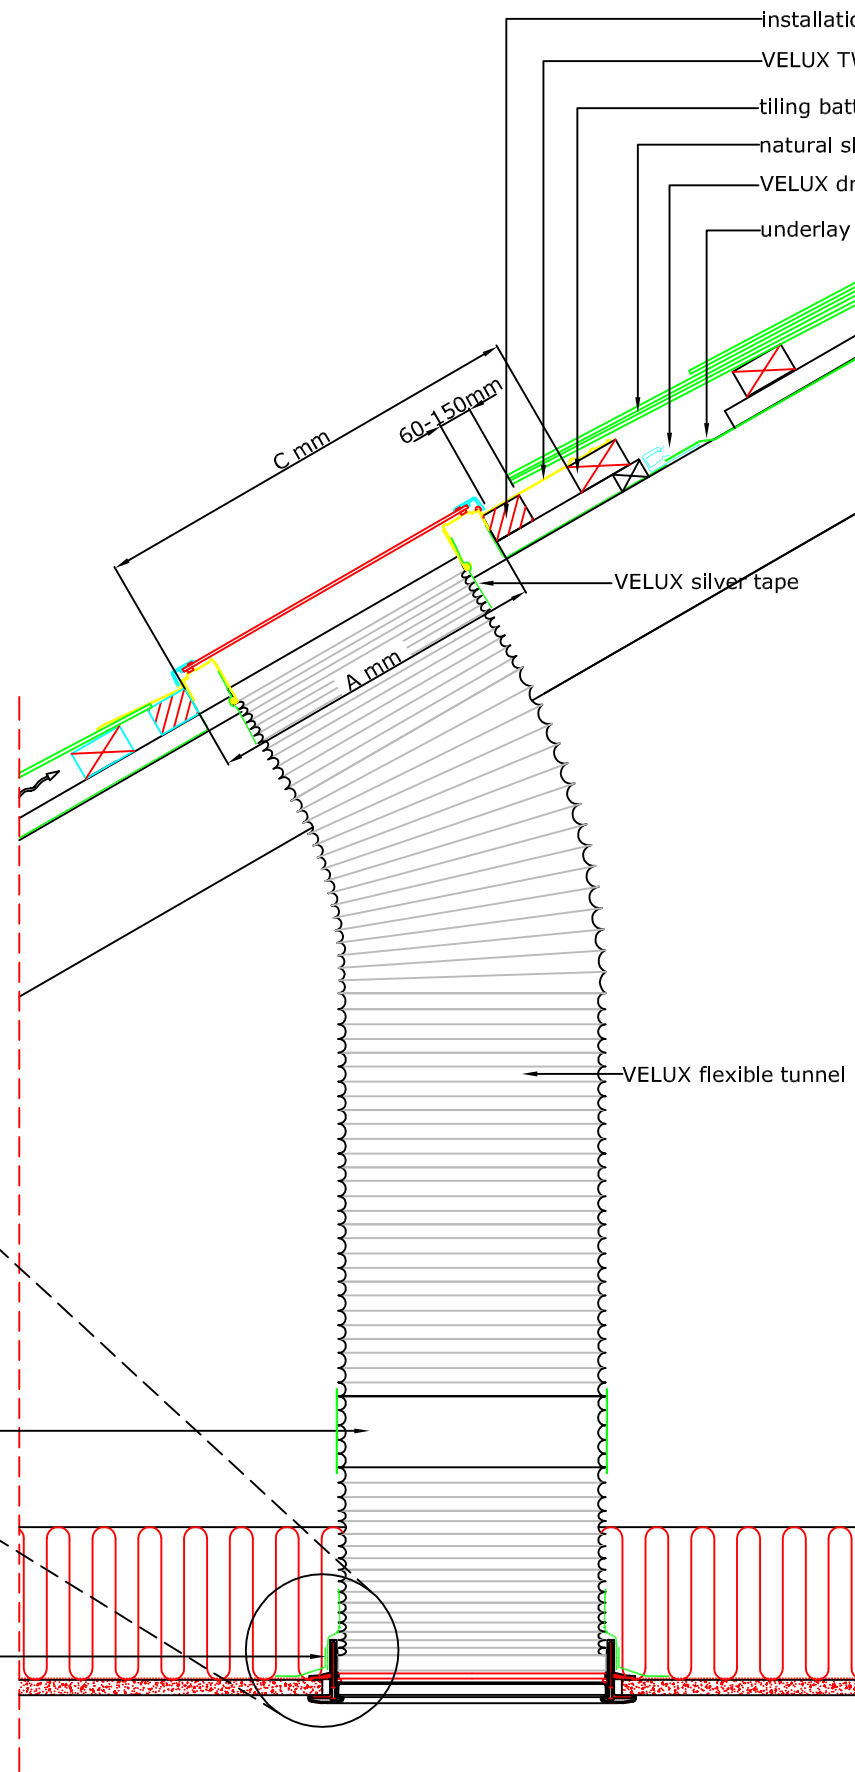 installatio
VELUX TW
tiling batt
natural sl
VELUX dr
underlay
60-150mm
C mm
VELUX silver tape
A mm
VELUX flexible tunnel